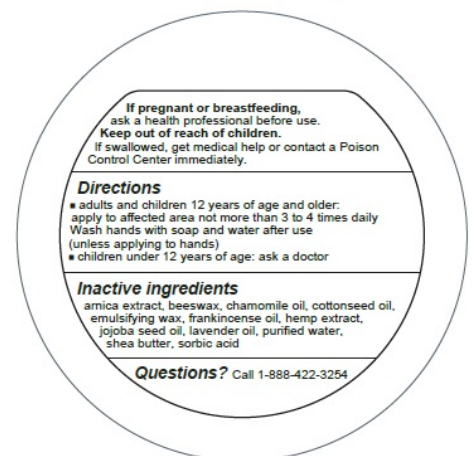 If pregnant or breastfeeding,
ask a health professional before use.
Keep out of reach of children.
If swallowed, get medical help or contact a Poison
Control Center immediately.
Directions
▪ adults and children 12 years of age and older:
apply to affected area not more than 3 to 4 times daily
Wash hands with soap and water after use
(unless applying to hands)
▪ children under 12 years of age: ask a doctor
Inactive ingredients
arnica extract, beeswax, chamomile oil, cottonseed oil,
emulsifying wax, frankincense oil, hemp extract,
jojoba seed oil, lavender oil, purified water,
shea butter, sorbic acid
Questions? Call 1-888-422-3254